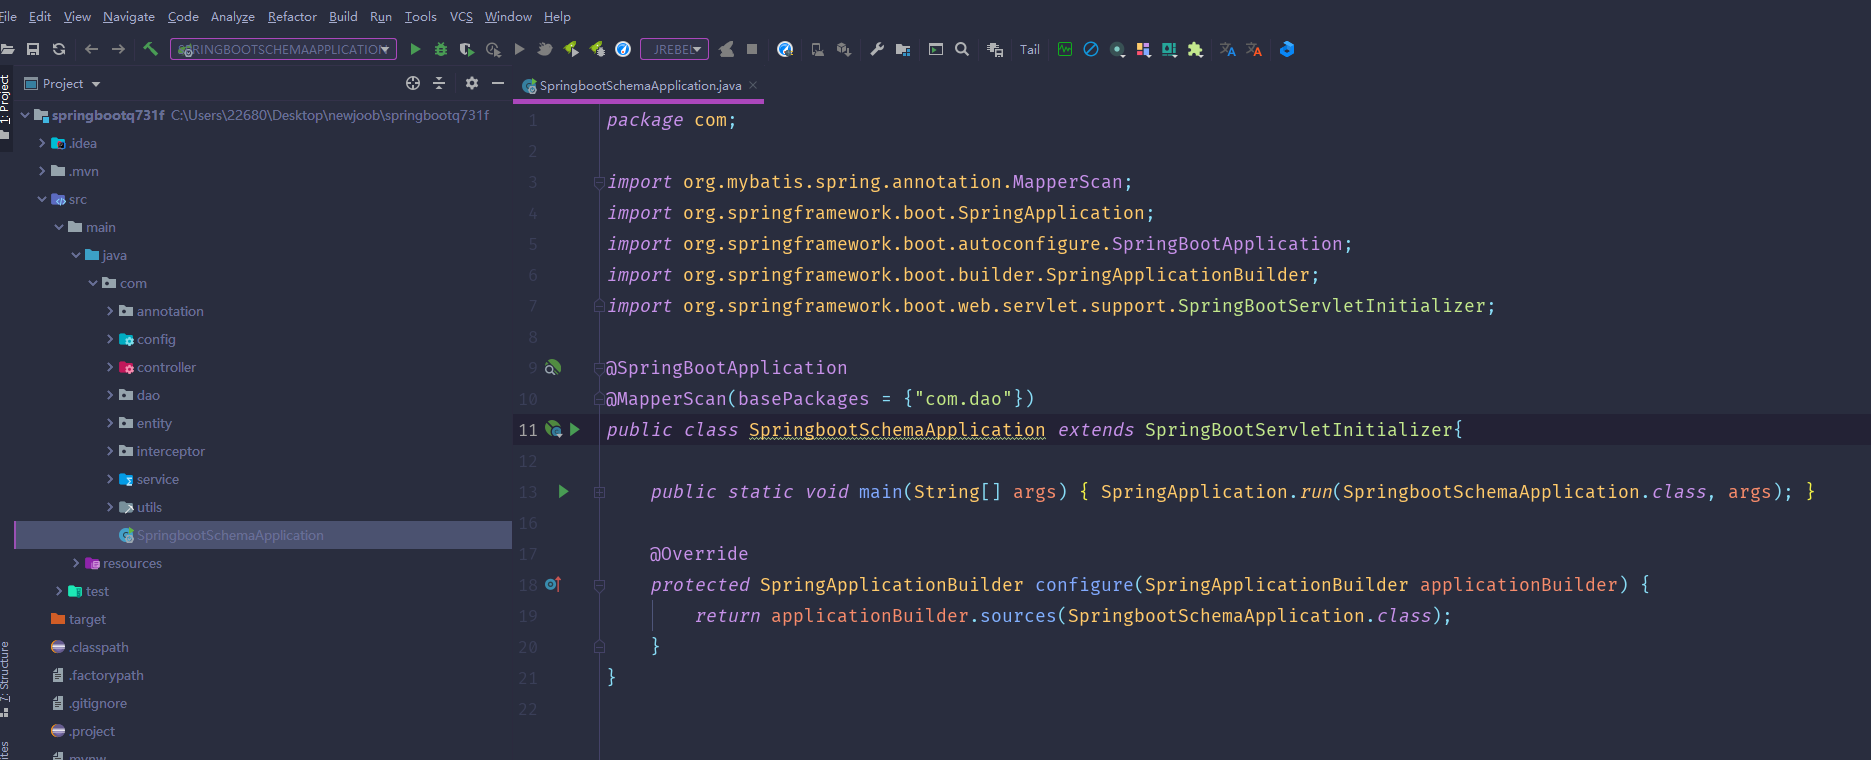 File Edit View Navigate Code Analyze Refactor Build Run Tools VCS Window Help
SPRINGBOOTSCHEMAAPPLICATION JREBEL Tail
1: Project
Project
SpringbootSchemaApplication.java
springbootq731f C:\Users\22680\Desktop\newjoob\springbootq731f
.idea
.mvn
src
main
java
com
annotation
config
controller
dao
entity
interceptor
service
utils
SpringbootSchemaApplication
resources
test
target
.classpath
.factorypath
.gitignore
.project
7: Structure
1 package com;
2
3 import org.mybatis.spring.annotation.MapperScan;
4 import org.springframework.boot.SpringApplication;
5 import org.springframework.boot.autoconfigure.SpringBootApplication;
6 import org.springframework.boot.builder.SpringApplicationBuilder;
7 import org.springframework.boot.web.servlet.support.SpringBootServletInitializer;
8
9 @SpringBootApplication
10 @MapperScan(basePackages = {"com.dao"})
11 public class SpringbootSchemaApplication extends SpringBootServletInitializer{
12
13 public static void main(String[] args) { SpringApplication.run(SpringbootSchemaApplication.class, args); }
16
17 @Override
18 protected SpringApplicationBuilder configure(SpringApplicationBuilder applicationBuilder) {
19 return applicationBuilder.sources(SpringbootSchemaApplication.class);
20 }
21 }
22